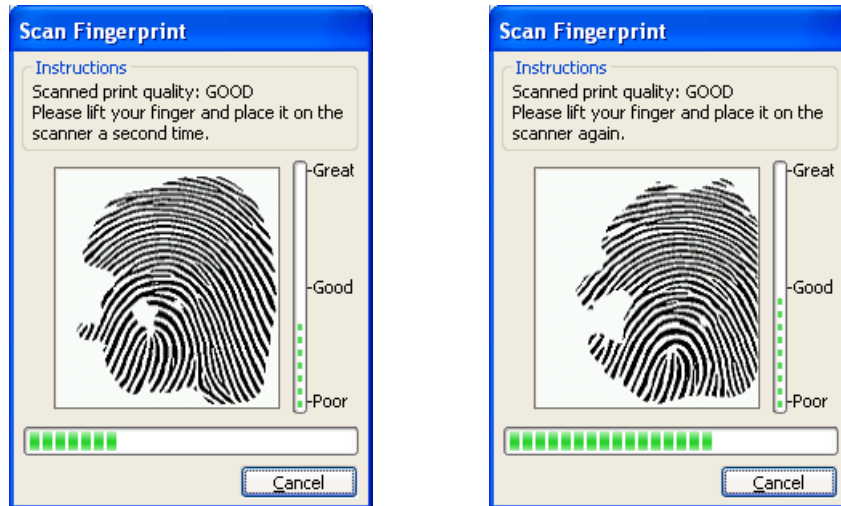 Scan Fingerprint
Instructions
Scanned print quality: GOOD
Please lift your finger and place it on the
scanner a second time.
Great
Good
Poor
Cancel
Scan Fingerprint
Instructions
Scanned print quality: GOOD
Please lift your finger and place it on the
scanner again.
Great
Good
Poor
Cancel